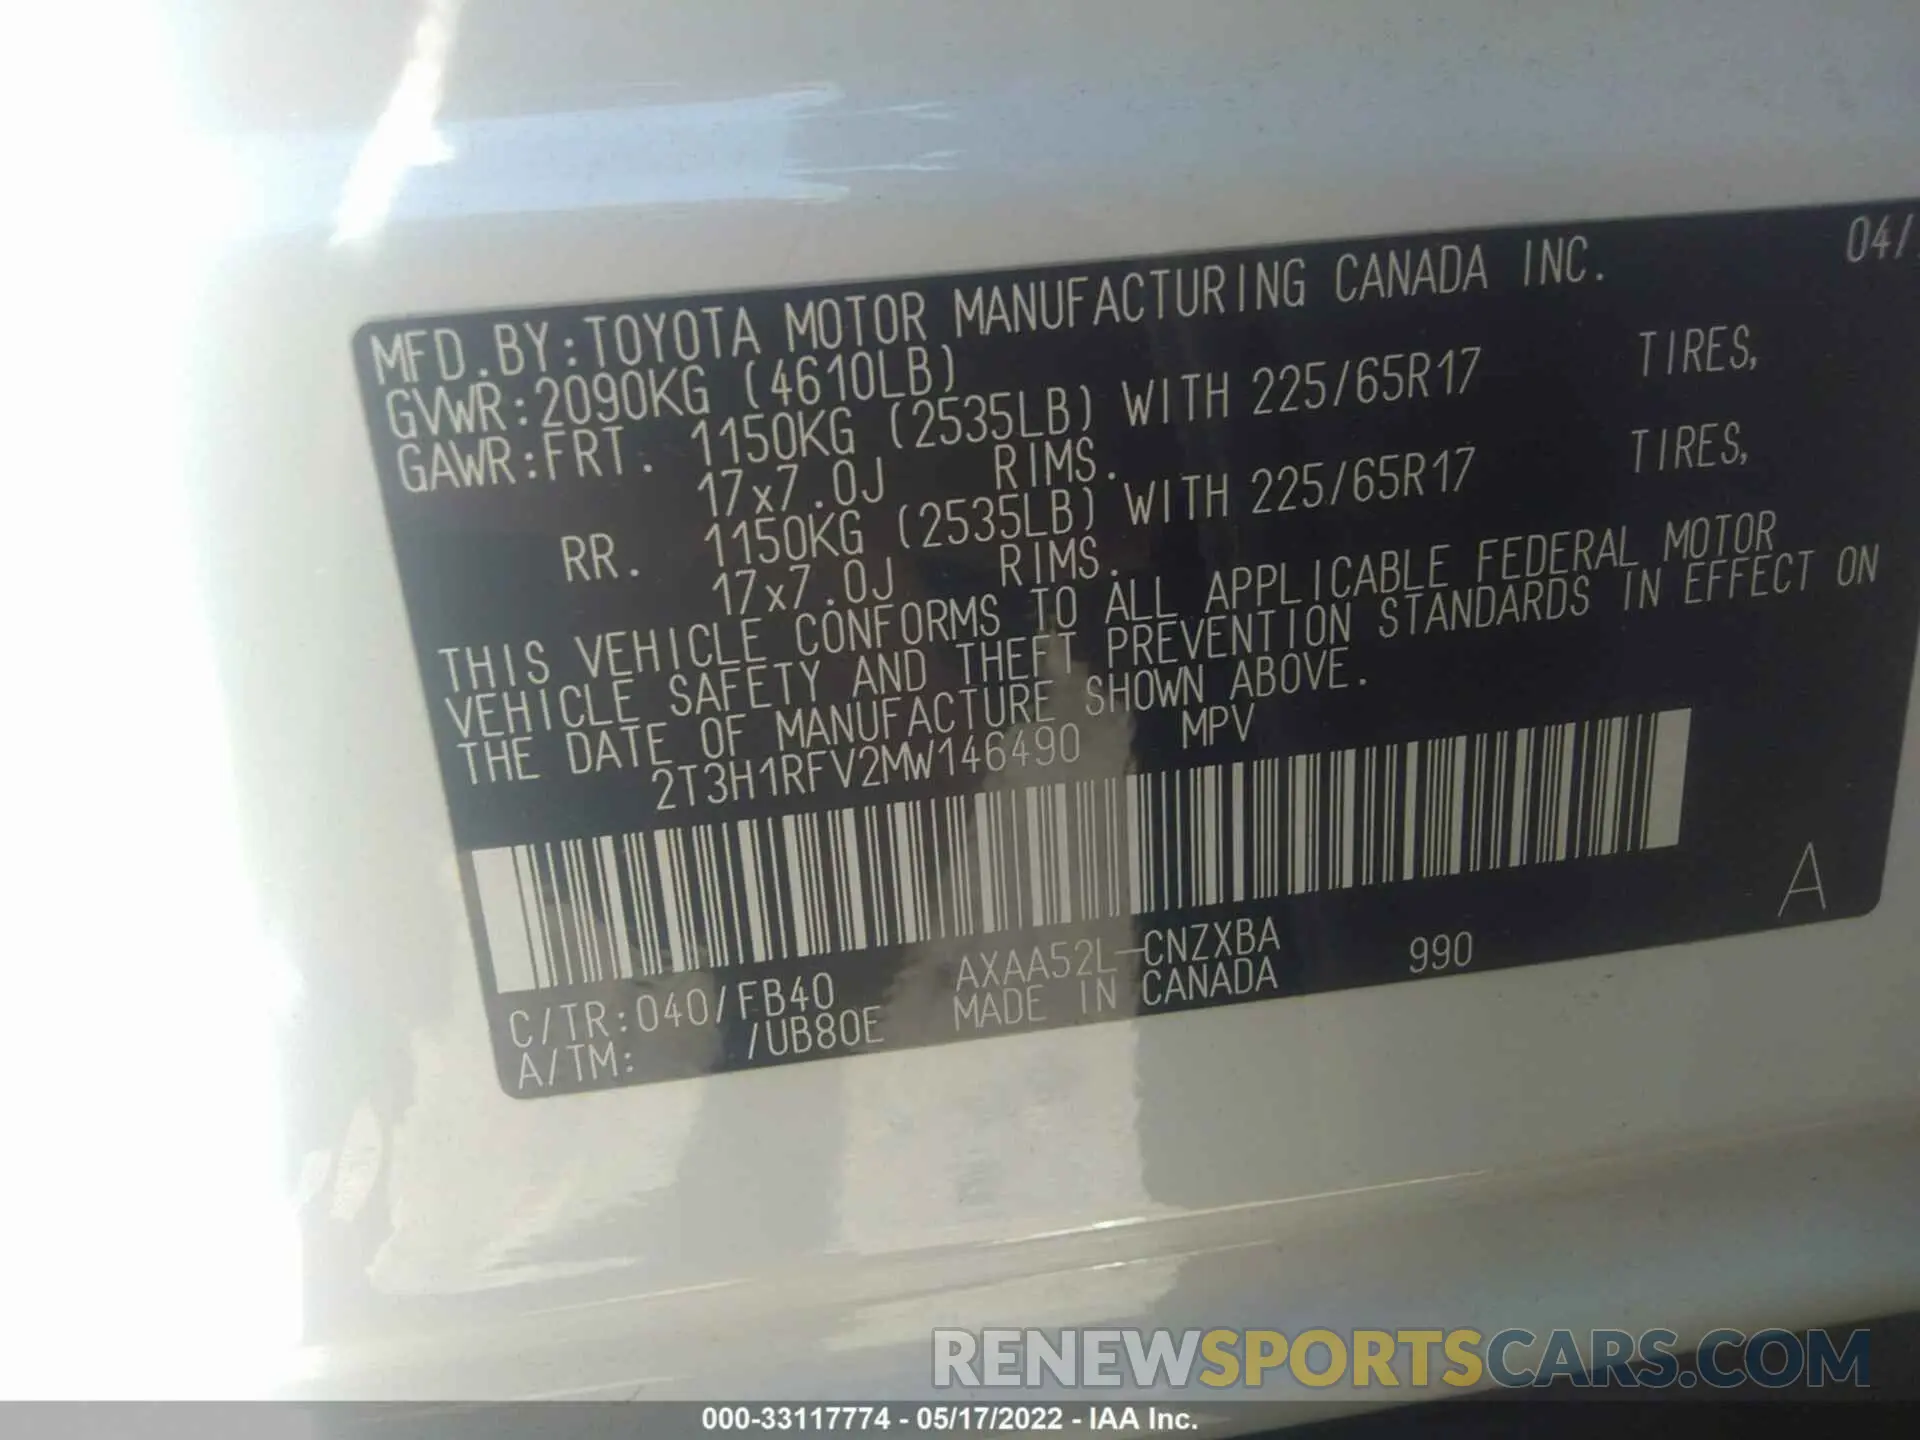 04/
MFD.BY:TOYOTA MOTOR MANUFACTURING CANADA INC.
GVWR:2090KG (4610LB)
GAWR:FRT. 1150KG (2535LB) WITH 225/65R17 TIRES,
17x7.0J RIMS.
RR. 1150KG (2535LB) WITH 225/65R17 TIRES,
17x7.0J RIMS.
THIS VEHICLE CONFORMS TO ALL APPLICABLE FEDERAL MOTOR
VEHICLE SAFETY AND THEFT PREVENTION STANDARDS IN EFFECT ON
THE DATE OF MANUFACTURE SHOWN ABOVE.
2T3H1RFV2MW146490 MPV
A
C/TR:040/FB40 AXAA52L-CNZXBA 990
A/TM: /UB80E MADE IN CANADA
RENEWSPORTSCARS.COM
000-33117774 - 05/17/2022 - IAA Inc.